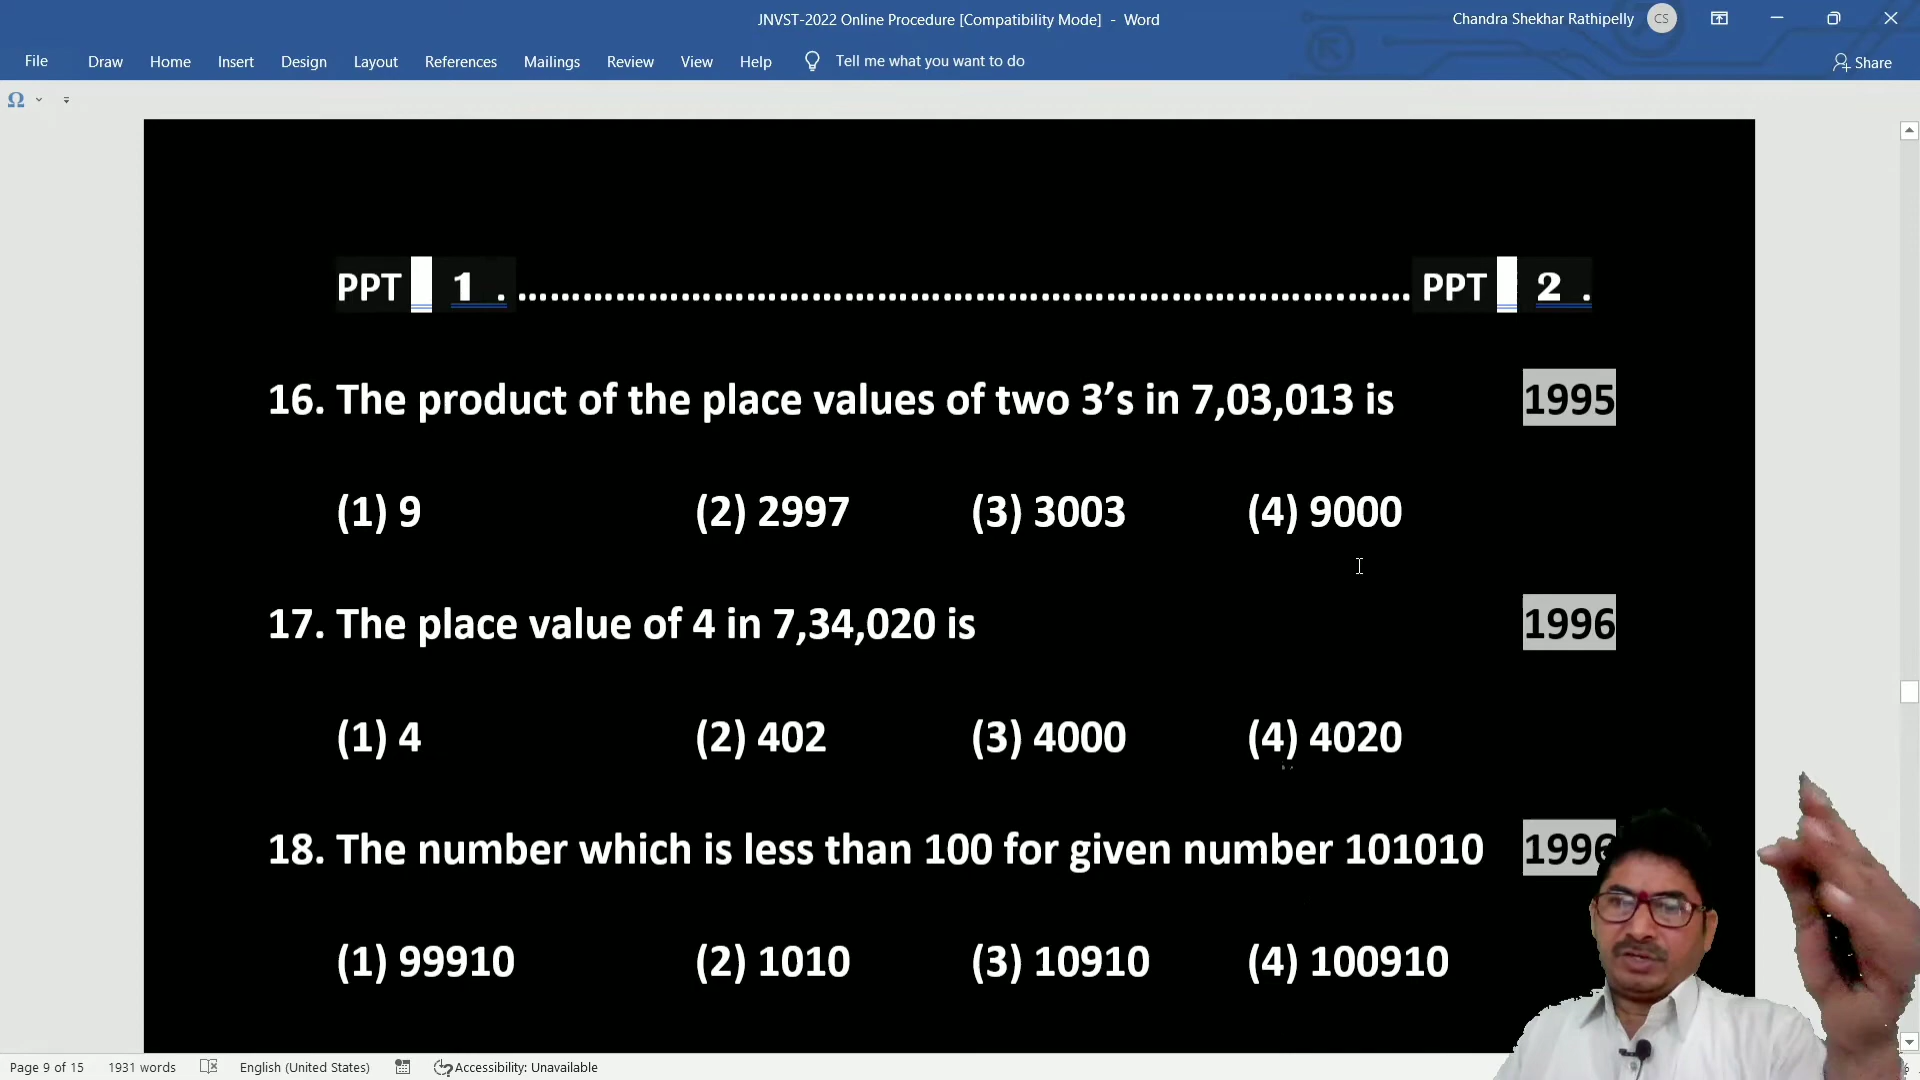 JNVST-2022 Online Procedure [Compatibility Mode] - Word
Chandra Shekhar Rathipelly CS
File Draw Home Insert Design Layout References Mailings Review View Help Tell me what you want to do Share
PPT 1 . ................................................................................ PPT 2 .
16. The product of the place values of two 3’s in 7,03,013 is 1995
(1) 9 (2) 2997 (3) 3003 (4) 9000
17. The place value of 4 in 7,34,020 is 1996
(1) 4 (2) 402 (3) 4000 (4) 4020
18. The number which is less than 100 for given number 101010 1996
(1) 99910 (2) 1010 (3) 10910 (4) 100910
Page 9 of 15 1931 words English (United States) Accessibility: Unavailable